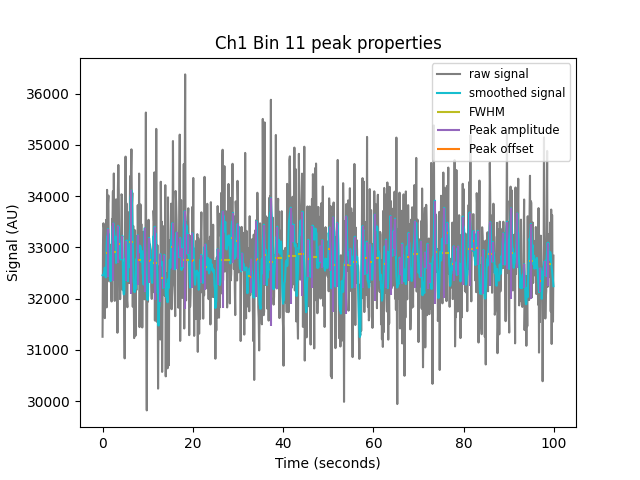 Ch1 Bin 11 peak properties
raw signal
smoothed signal
FWHM
Peak amplitude
Peak offset
36000
35000
34000
33000
32000
31000
30000
Signal (AU)
0 20 40 60 80 100
Time (seconds)